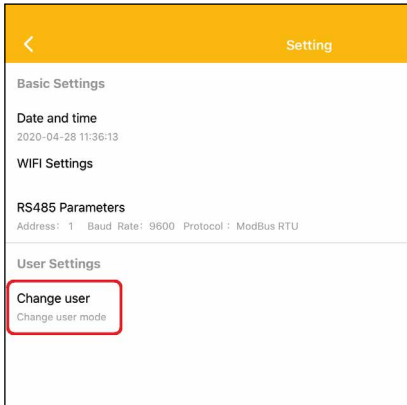 Setting
Basic Settings
Date and time
2020-04-28 11:36:13
WIFI Settings
RS485 Parameters
Address: 1 Baud Rate: 9600 Protocol : ModBus RTU
User Settings
Change user
Change user mode